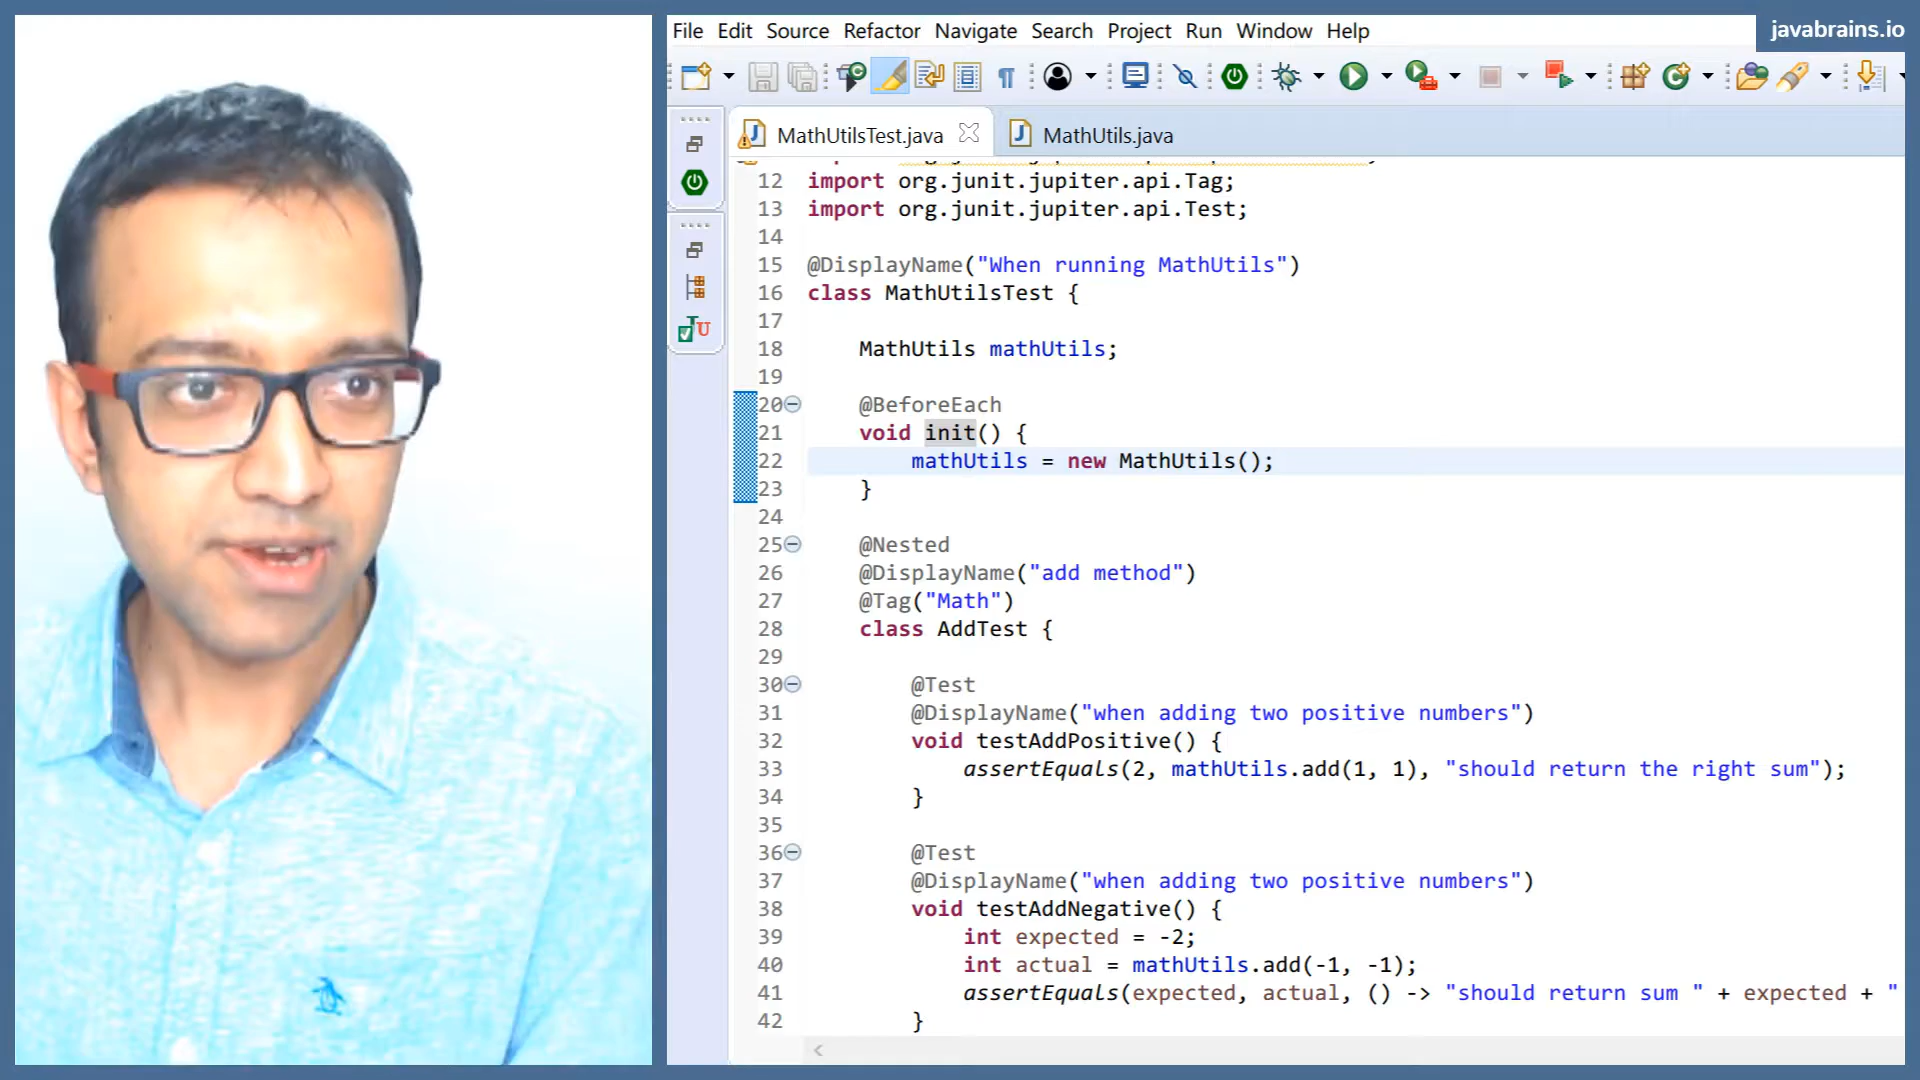 File Edit Source Refactor Navigate Search Project Run Window Help
javabrains.io
MathUtilsTest.java
MathUtils.java
12 import org.junit.jupiter.api.Tag;
13 import org.junit.jupiter.api.Test;
14
15 @DisplayName("When running MathUtils")
16 class MathUtilsTest {
17
18 MathUtils mathUtils;
19
20 @BeforeEach
21 void init() {
22 mathUtils = new MathUtils();
23 }
24
25 @Nested
26 @DisplayName("add method")
27 @Tag("Math")
28 class AddTest {
29
30 @Test
31 @DisplayName("when adding two positive numbers")
32 void testAddPositive() {
33 assertEquals(2, mathUtils.add(1, 1), "should return the right sum");
34 }
35
36 @Test
37 @DisplayName("when adding two positive numbers")
38 void testAddNegative() {
39 int expected = -2;
40 int actual = mathUtils.add(-1, -1);
41 assertEquals(expected, actual, () -> "should return sum " + expected + "
42 }